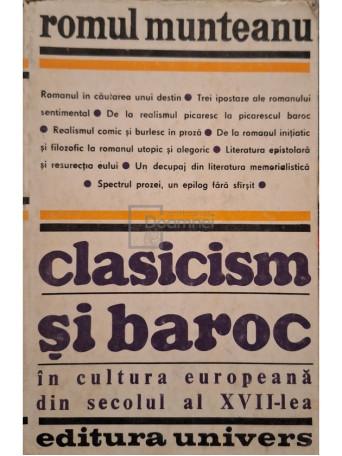 romul munteanu
Romanul în căutarea unui destin ● Trei ipostaze ale romanului
sentimental ● De la realismul picaresc la picarescul baroc
● Realismul comic și burlesc în proză ● De la romanul inițiatic
și filozofic la romanul utopic și alegoric ● Literatura epistolară
și resurecția eului ● Un decupaj din literatura memorialistică
● Spectrul prozei, un epilog fără sfîrșit ●
Doamnei
clasicism
și baroc
în cultura europeană
din secolul al XVII-lea
editura univers